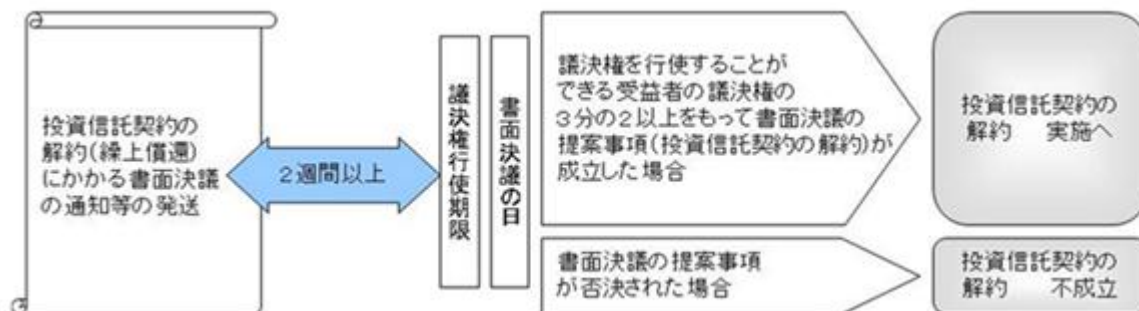 投資信託契約の
解約(繰上償還)
にかかる書面決議
の通知等の発送
2週間以上
議決権行使期限
書面決議の日
議決権を行使することが
できる受益者の議決権の
3分の2以上をもって書面決議の
提案事項(投資信託契約の解約)が
成立した場合
投資信託契約の
解約　実施へ
書面決議の提案事項
が否決された場合
投資信託契約の
解約　不成立